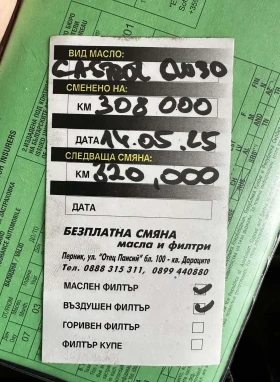 ВИД МАСЛО:
CASTROL 0W30
СМЕНЕНО НА:
КМ 308 000
ДАТА 14.05.25
СЛЕДВАЩА СМЯНА:
КМ 320,000
ДАТА
БЕЗПЛАТНА СМЯНА
масла и филтри
Перник, ул. "Отец Паисий" бл. 100 - кв. Дараците
Тел. 0888 315 311, 0899 440880
МАСЛЕН ФИЛТЪР ✓
ВЪЗДУШЕН ФИЛТЪР ✓
ГОРИВЕН ФИЛТЪР
ФИЛТЪР КУПЕ